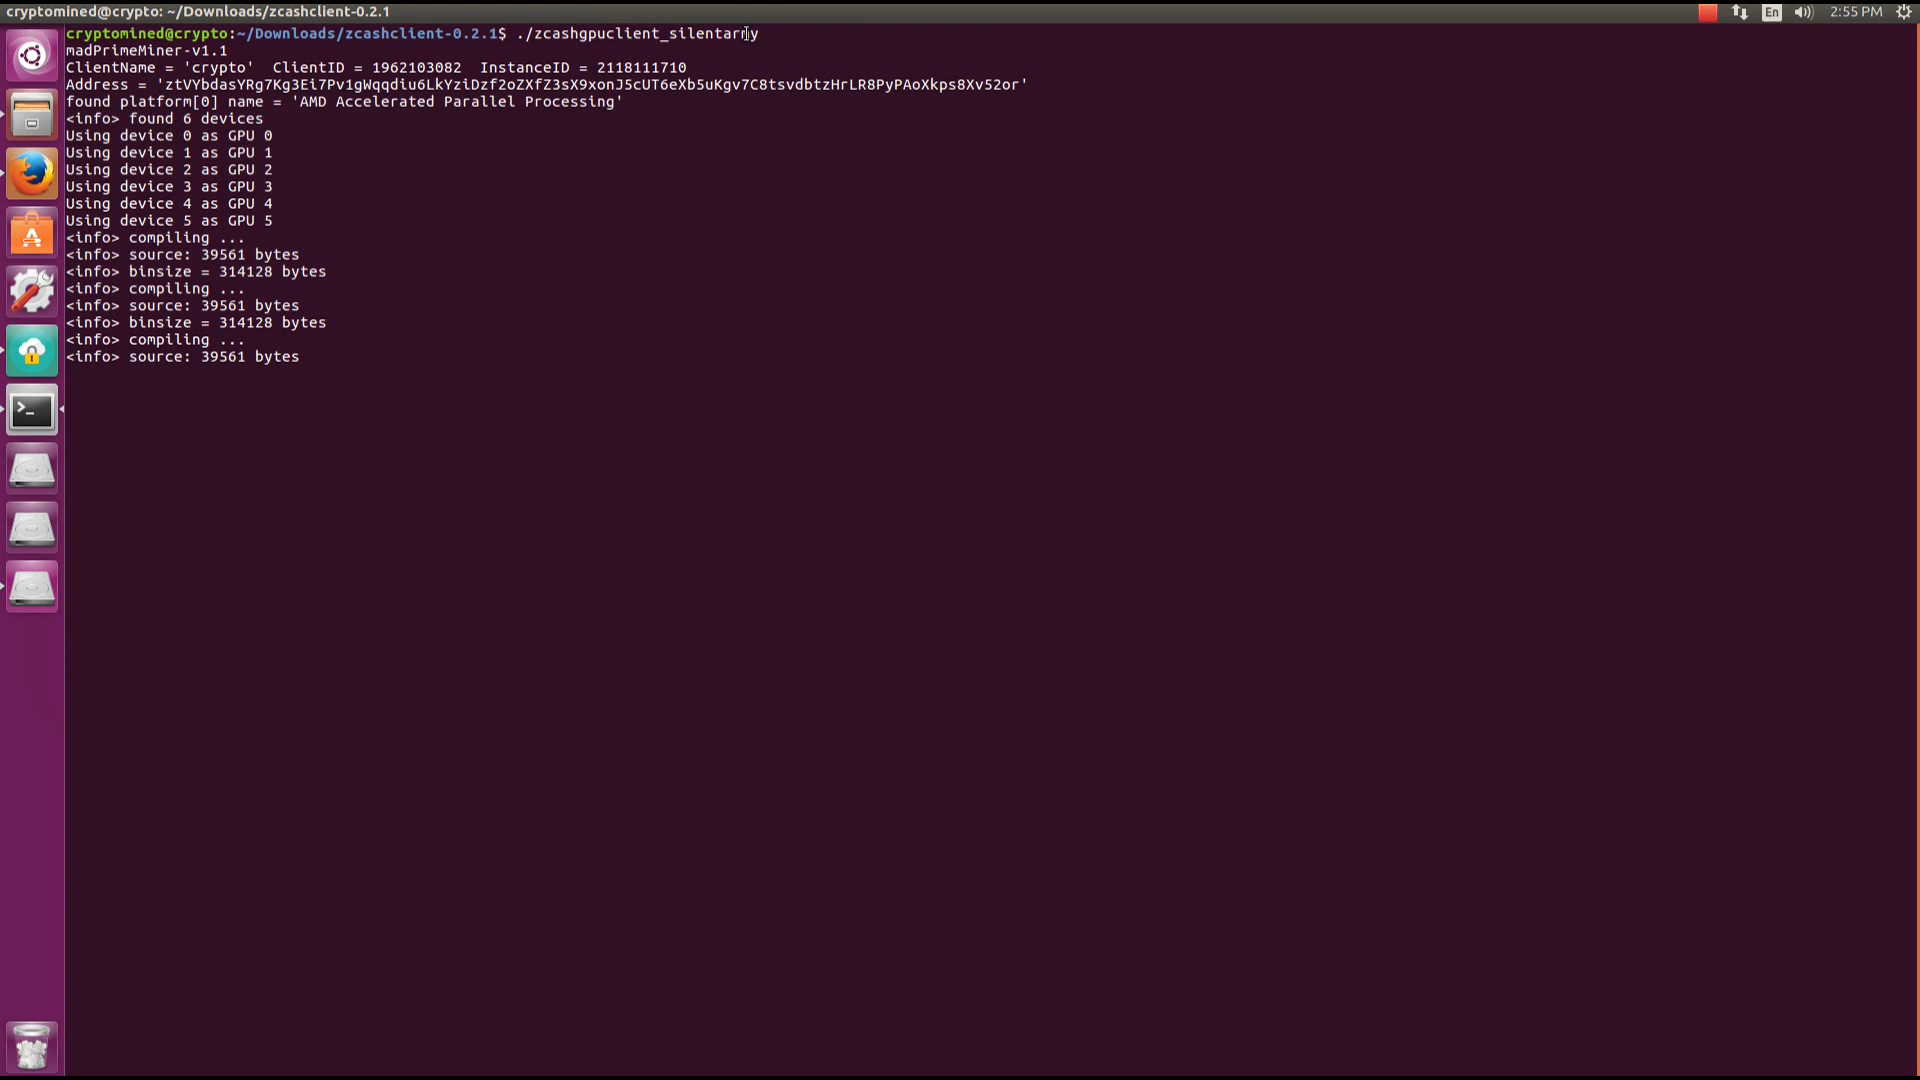 cryptomined@crypto: ~/Downloads/zcashclient-0.2.1
En
2:55 PM
cryptomined@crypto:~/Downloads/zcashclient-0.2.1$ ./zcashgpuclient_silentarmy
madPrimeMiner-v1.1
ClientName = 'crypto'  ClientID = 1962103082  InstanceID = 2118111710
Address = 'ztVYbdasYRg7Kg3Ei7Pv1gWqqdiu6LkYziDzf2oZXfZ3sX9xonJ5cUT6eXb5uKgv7C8tsvdbtzHrLR8PyPAoXkps8Xv52or'
found platform[0] name = 'AMD Accelerated Parallel Processing'
<info> found 6 devices
Using device 0 as GPU 0
Using device 1 as GPU 1
Using device 2 as GPU 2
Using device 3 as GPU 3
Using device 4 as GPU 4
Using device 5 as GPU 5
<info> compiling ...
<info> source: 39561 bytes
<info> binsize = 314128 bytes
<info> compiling ...
<info> source: 39561 bytes
<info> binsize = 314128 bytes
<info> compiling ...
<info> source: 39561 bytes